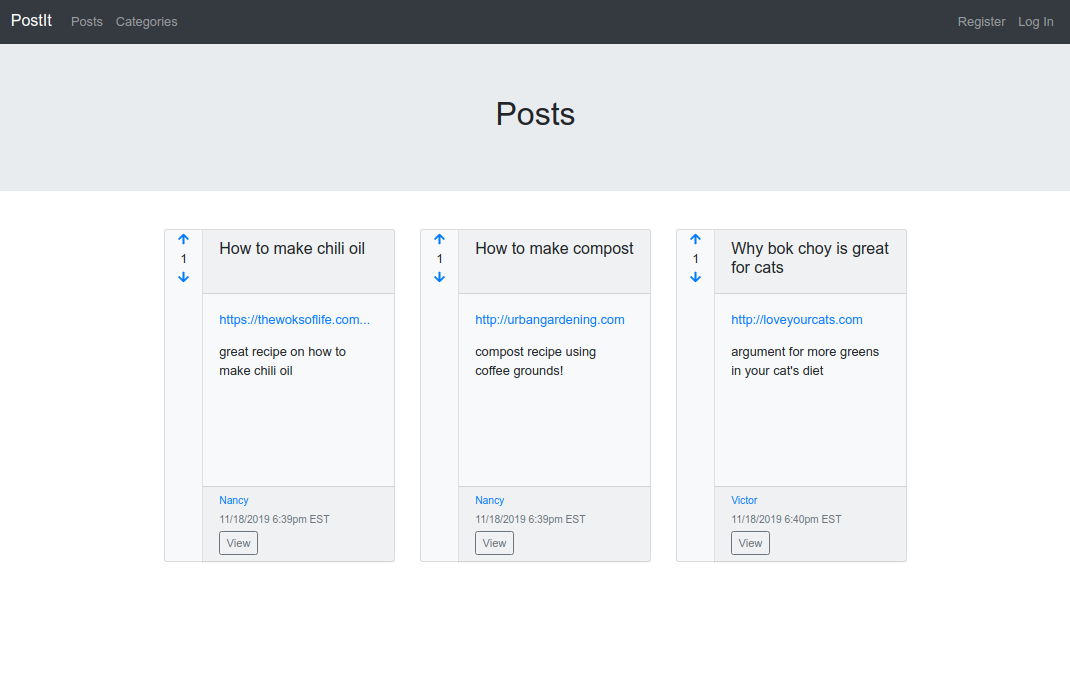 PostIt Posts Categories Register Log In
Posts
1
How to make chili oil
https://thewoksoflife.com...
great recipe on how to
make chili oil
Nancy
11/18/2019 6:39pm EST
View
1
How to make compost
http://urbangardening.com
compost recipe using
coffee grounds!
Nancy
11/18/2019 6:39pm EST
View
1
Why bok choy is great
for cats
http://loveyourcats.com
argument for more greens
in your cat's diet
Victor
11/18/2019 6:40pm EST
View